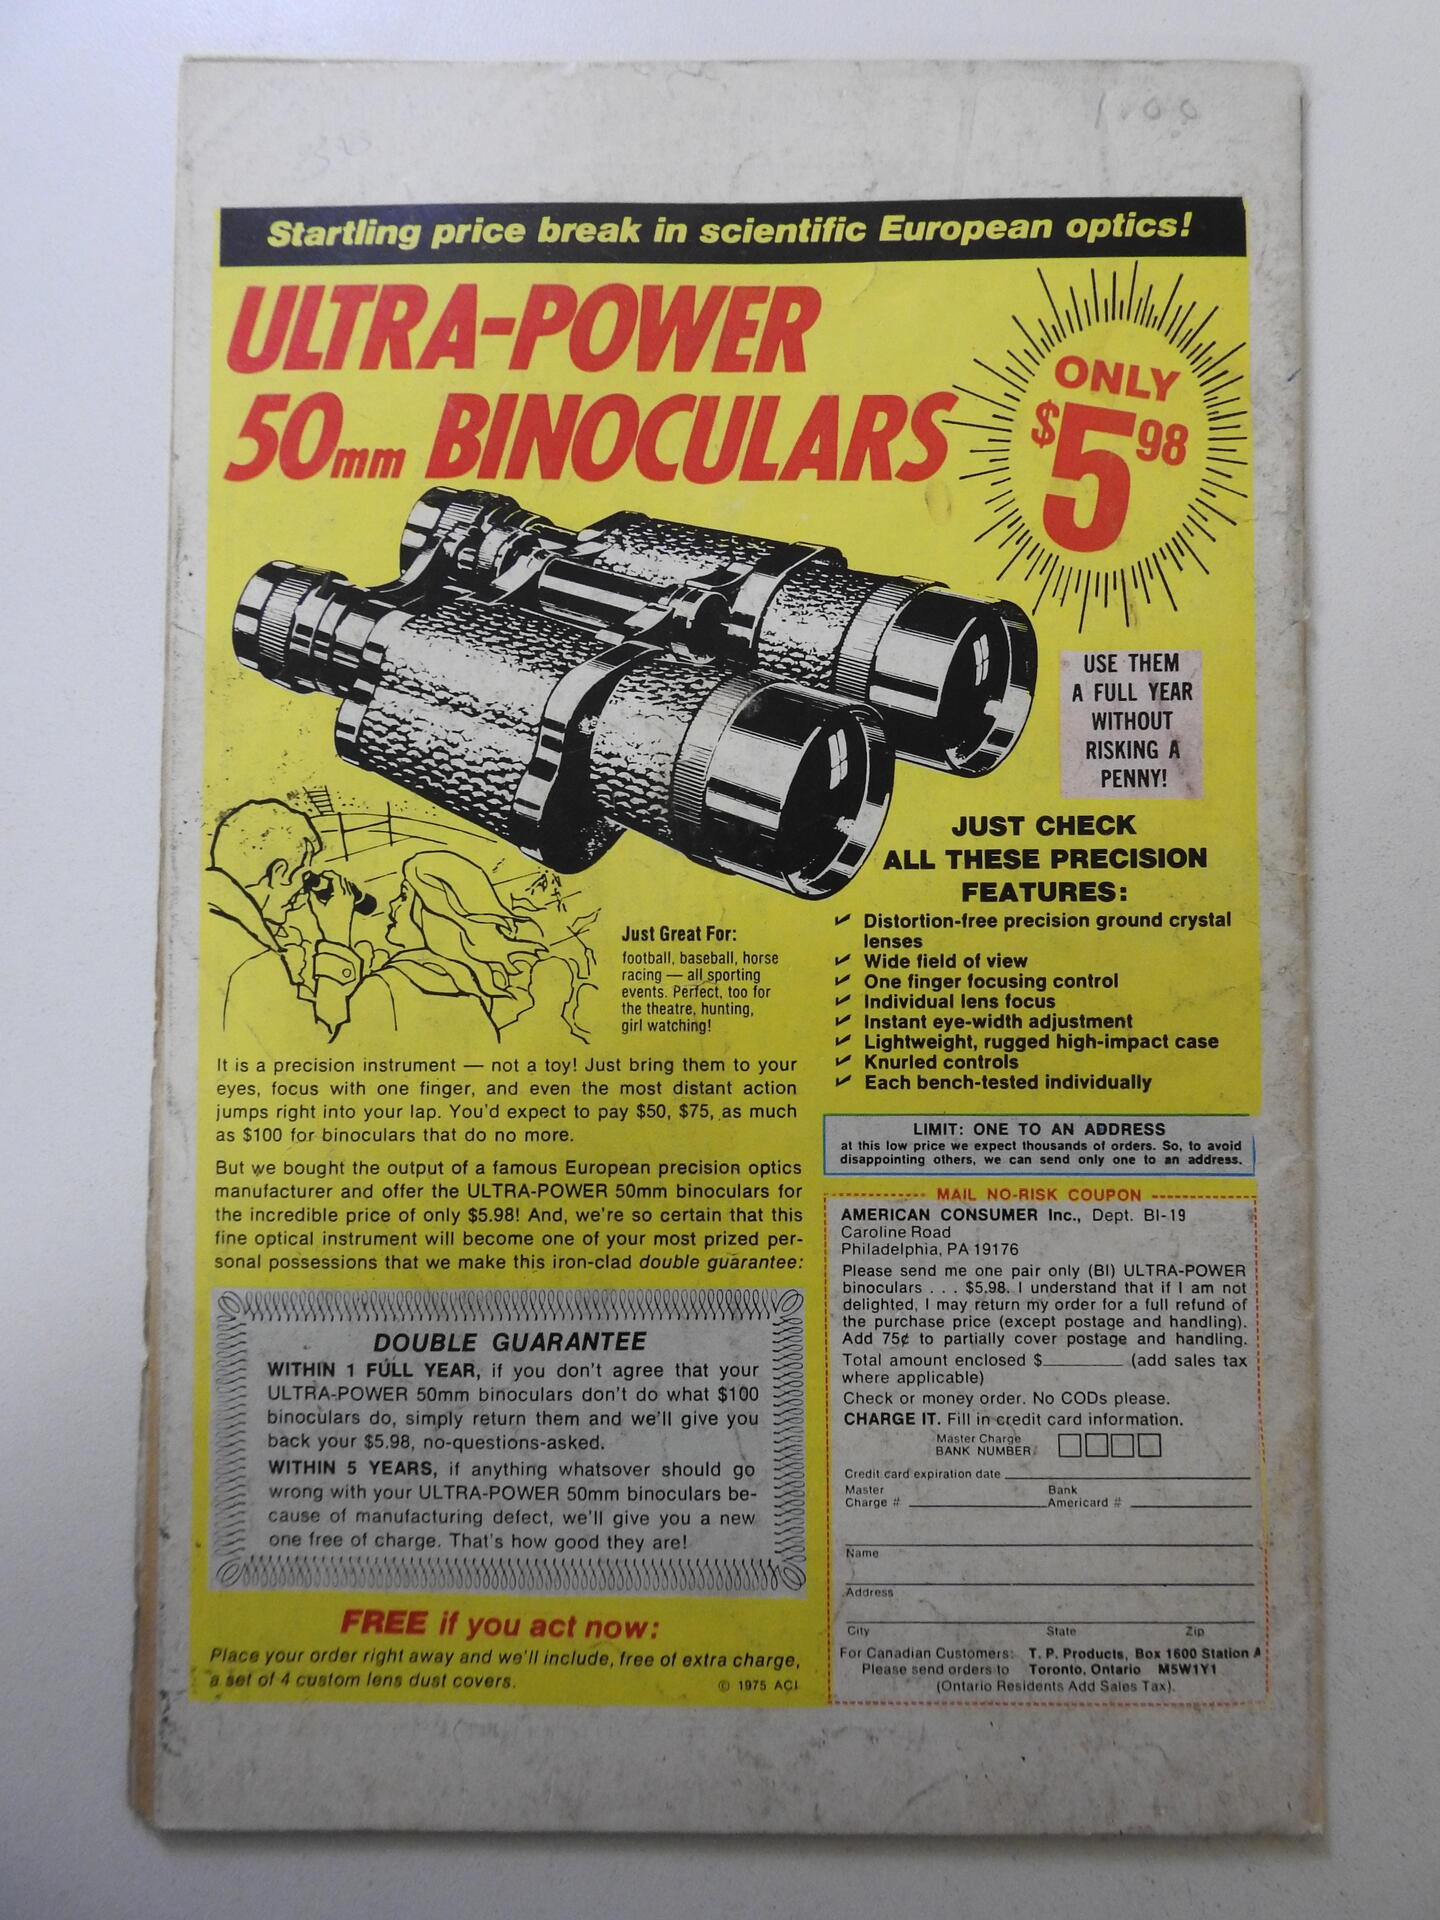 1.00
Startling price break in scientific European optics!
ULTRA-POWER
50mm BINOCULARS
ONLY
$5 98
USE THEM
A FULL YEAR
WITHOUT
RISKING A
PENNY!
JUST CHECK
ALL THESE PRECISION
FEATURES:
Distortion-free precision ground crystal
lenses
Wide field of view
One finger focusing control
Individual lens focus
Instant eye-width adjustment
Lightweight, rugged high-impact case
Knurled controls
Each bench-tested individually
Just Great For:
football, baseball, horse
racing — all sporting
events. Perfect, too for
the theatre, hunting,
girl watching!
It is a precision instrument — not a toy! Just bring them to your
eyes, focus with one finger, and even the most distant action
jumps right into your lap. You'd expect to pay $50, $75, as much
as $100 for binoculars that do no more.
But we bought the output of a famous European precision optics
manufacturer and offer the ULTRA-POWER 50mm binoculars for
the incredible price of only $5.98! And, we're so certain that this
fine optical instrument will become one of your most prized per-
sonal possessions that we make this iron-clad double guarantee:
DOUBLE GUARANTEE
WITHIN 1 FULL YEAR, if you don't agree that your
ULTRA-POWER 50mm binoculars don't do what $100
binoculars do, simply return them and we'll give you
back your $5.98, no-questions-asked.
WITHIN 5 YEARS, if anything whatsover should go
wrong with your ULTRA-POWER 50mm binoculars be-
cause of manufacturing defect, we'll give you a new
one free of charge. That's how good they are!
FREE if you act now:
Place your order right away and we'll include, free of extra charge,
a set of 4 custom lens dust covers.
© 1975 ACI
LIMIT: ONE TO AN ADDRESS
at this low price we expect thousands of orders. So, to avoid
disappointing others, we can send only one to an address.
MAIL NO-RISK COUPON
AMERICAN CONSUMER Inc., Dept. BI-19
Caroline Road
Philadelphia, PA 19176
Please send me one pair only (BI) ULTRA-POWER
binoculars . . . $5.98. I understand that if I am not
delighted, I may return my order for a full refund of
the purchase price (except postage and handling).
Add 75¢ to partially cover postage and handling.
Total amount enclosed $________ (add sales tax
where applicable)
Check or money order. No CODs please.
CHARGE IT. Fill in credit card information.
Master Charge
BANK NUMBER
Credit card expiration date
Master Bank
Charge # Americard #
Name
Address
City State Zip
For Canadian Customers: T. P. Products, Box 1600 Station A
Please send orders to Toronto, Ontario M5W1Y1
(Ontario Residents Add Sales Tax).